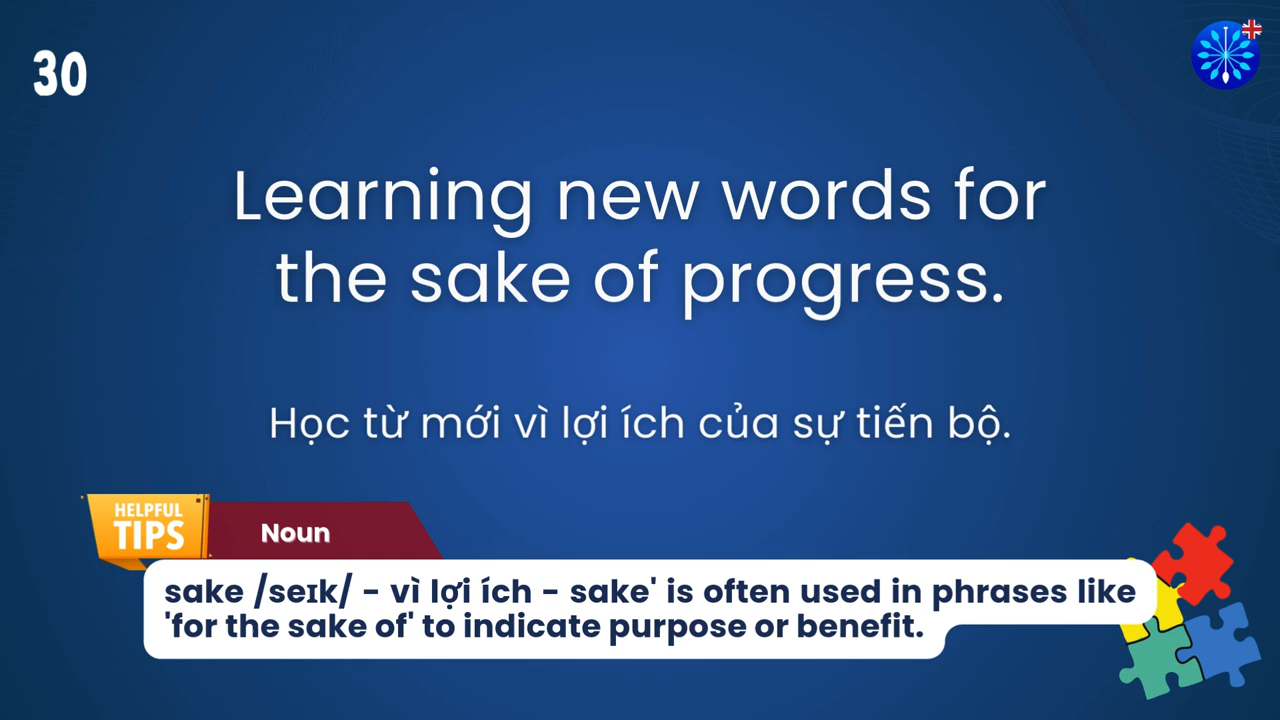 30
Learning new words for
the sake of progress.
Học từ mới vì lợi ích của sự tiến bộ.
HELPFUL
TIPS
Noun
sake /seɪk/ - vì lợi ích - sake' is often used in phrases like
'for the sake of' to indicate purpose or benefit.